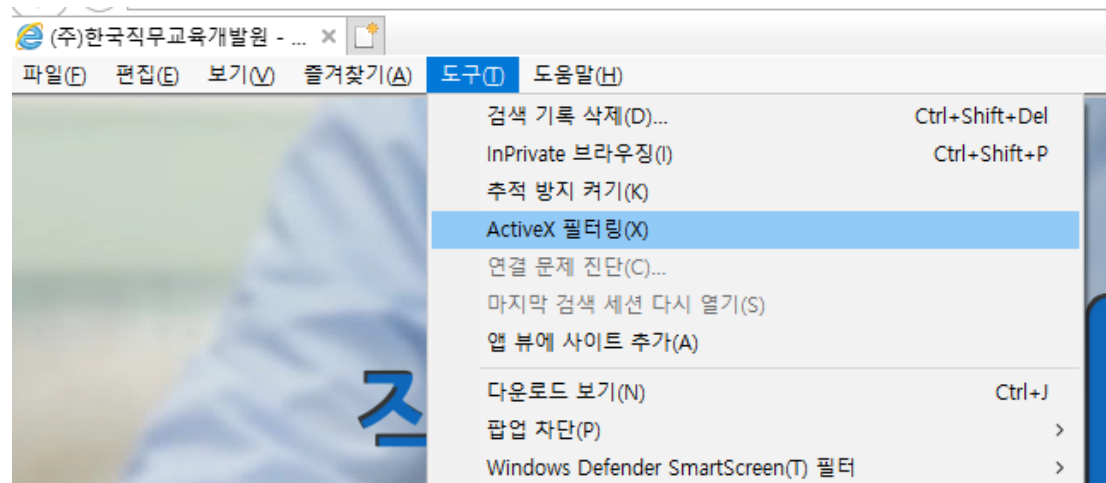 (주)한국직무교육개발원 - ...
파일(F) 편집(E) 보기(V) 즐겨찾기(A) 도구(T) 도움말(H)
검색 기록 삭제(D)... Ctrl+Shift+Del
InPrivate 브라우징(I) Ctrl+Shift+P
추적 방지 켜기(K)
ActiveX 필터링(X)
연결 문제 진단(C)...
마지막 검색 세션 다시 열기(S)
앱 뷰에 사이트 추가(A)
다운로드 보기(N) Ctrl+J
팝업 차단(P)
Windows Defender SmartScreen(T) 필터